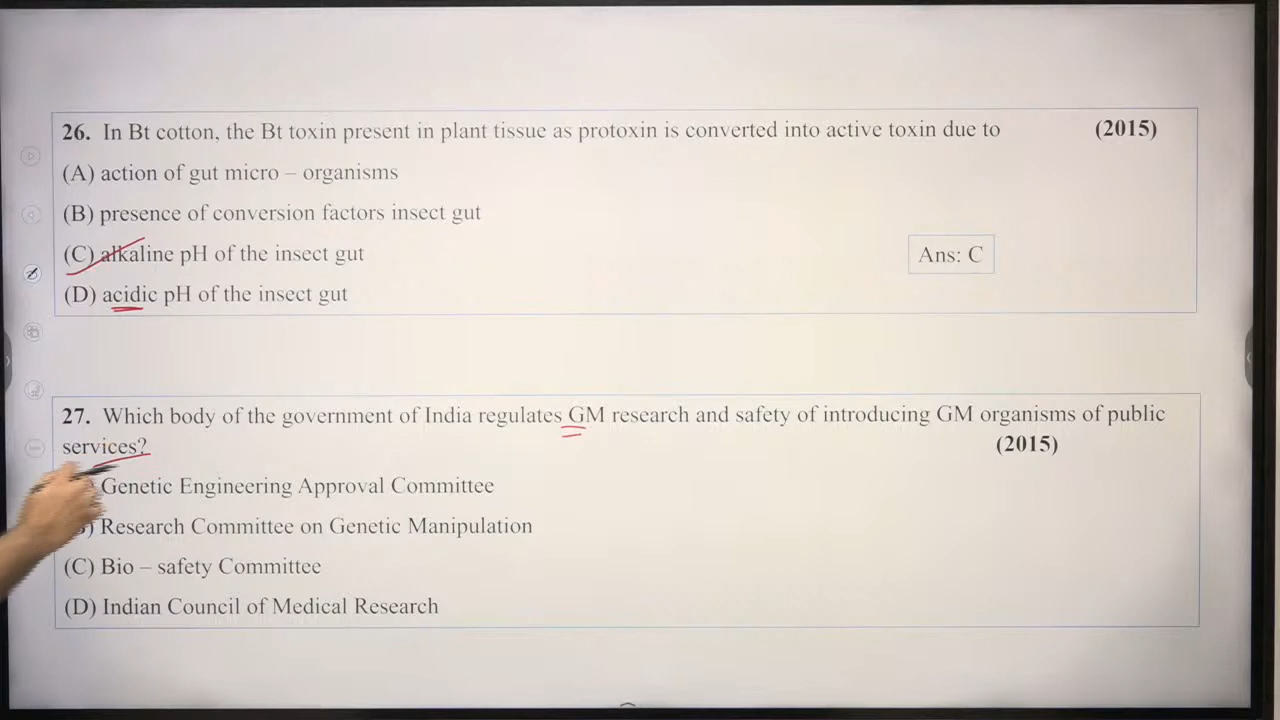 26. In Bt cotton, the Bt toxin present in plant tissue as protoxin is converted into active toxin due to (2015)
(A) action of gut micro – organisms
(B) presence of conversion factors insect gut
(C) alkaline pH of the insect gut
Ans: C
(D) acidic pH of the insect gut
27. Which body of the government of India regulates GM research and safety of introducing GM organisms of public
services? (2015)
Genetic Engineering Approval Committee
Research Committee on Genetic Manipulation
(C) Bio – safety Committee
(D) Indian Council of Medical Research